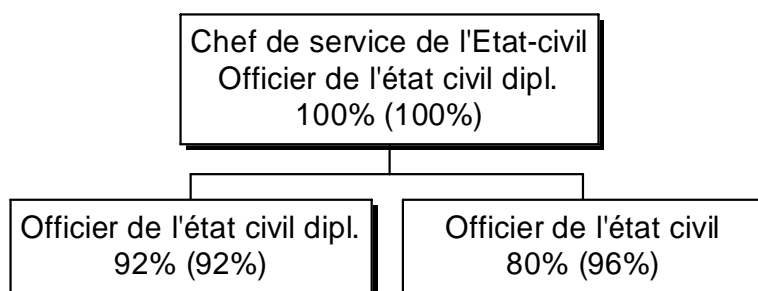 Chef de service de l'Etat-civil
Officier de l'état civil dipl.
100% (100%)
Officier de l'état civil dipl.
92% (92%)
Officier de l'état civil
80% (96%)